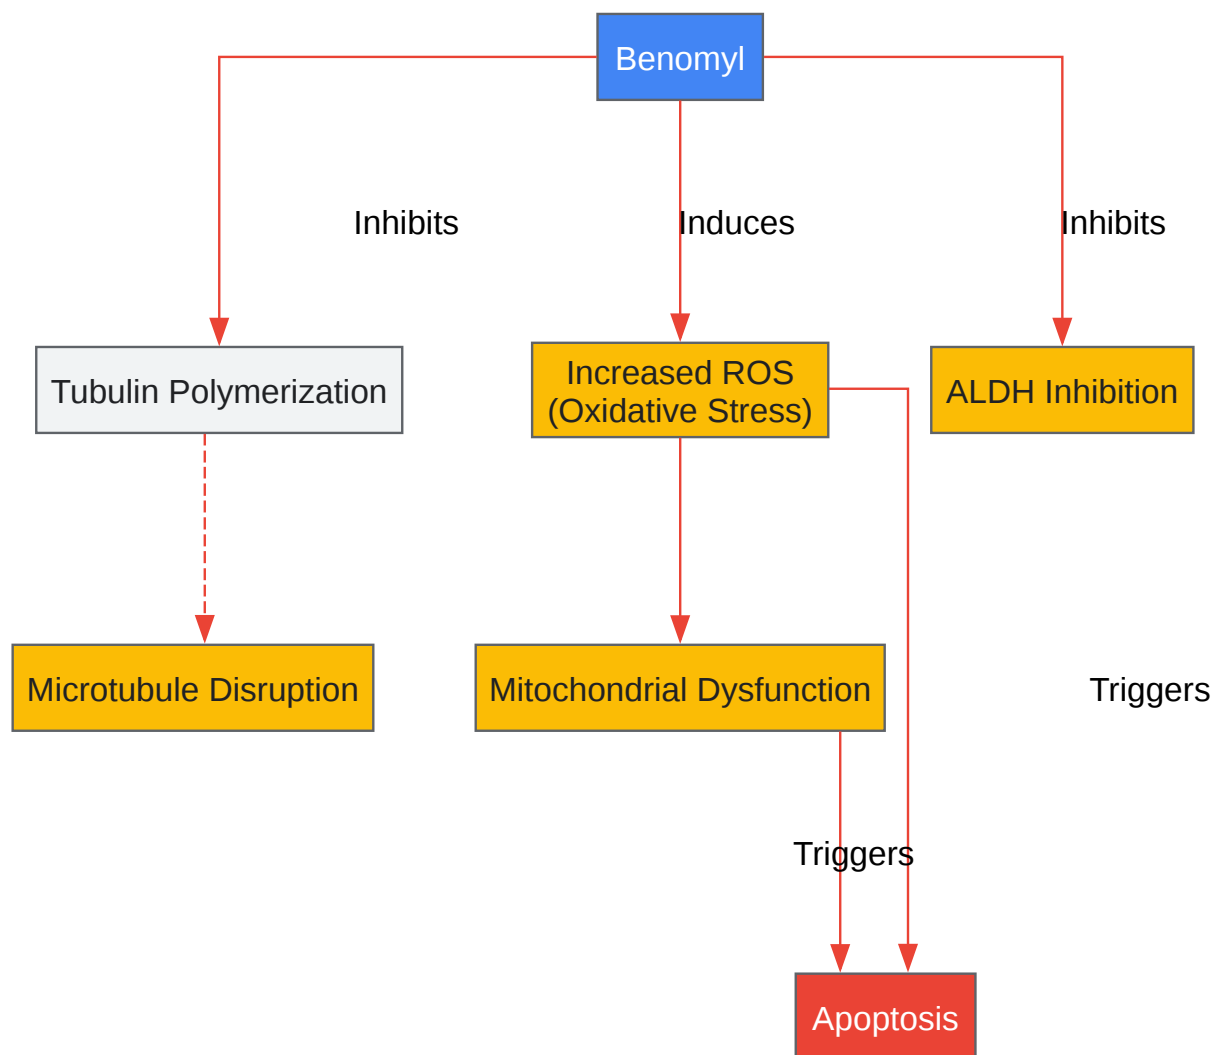 Benomyl
Inhibits
Induces
Inhibits
Tubulin Polymerization
Increased ROS
(Oxidative Stress)
ALDH Inhibition
Microtubule Disruption
Mitochondrial Dysfunction
Triggers
Triggers
Apoptosis